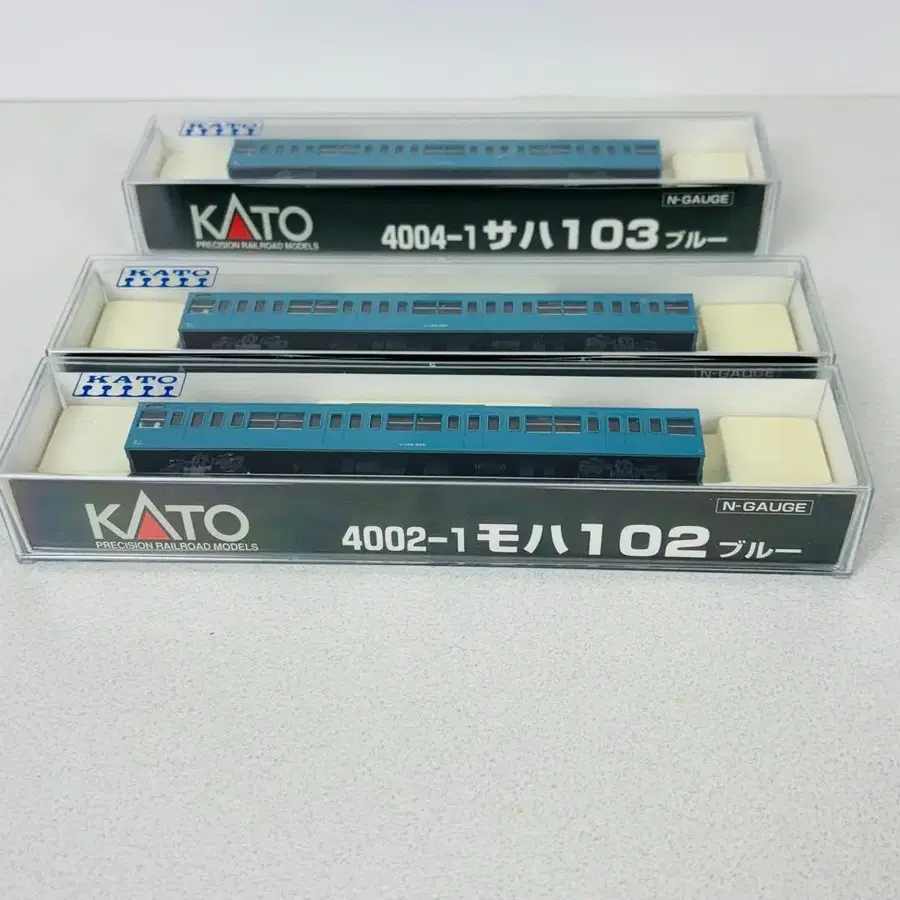 KATO
KATO
PRECISION RAILROAD MODELS
N-GAUGE
4004-1 サハ103 ブルー
KATO
N-GAUGE
KATO
KATO
PRECISION RAILROAD MODELS
N-GAUGE
4002-1 モハ102 ブルー